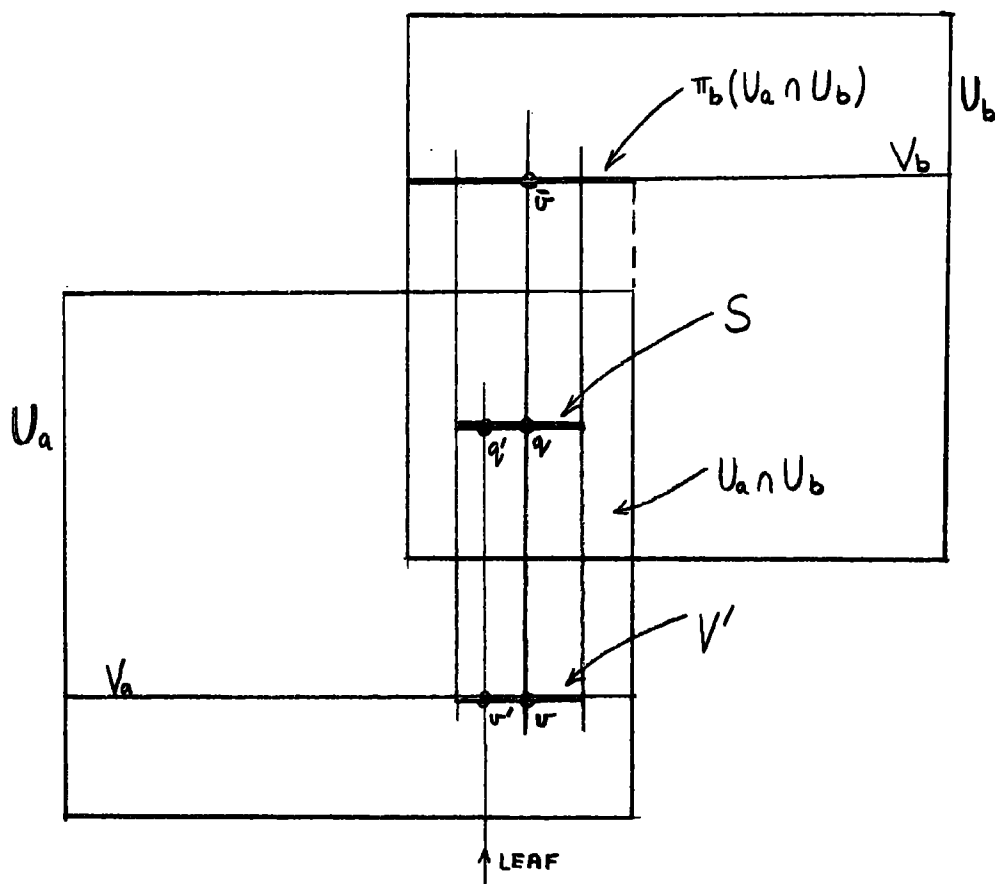 π_b(U_a ∩ U_b)
U_b
V_b
v̄
S
U_a
q'
q
U_a ∩ U_b
V'
V_a
v'
v
LEAF